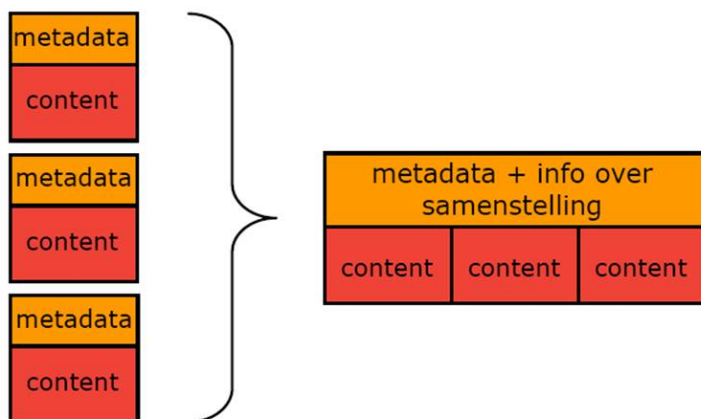 metadata
content
metadata
content
metadata
content
metadata + info over
samenstelling
content content content